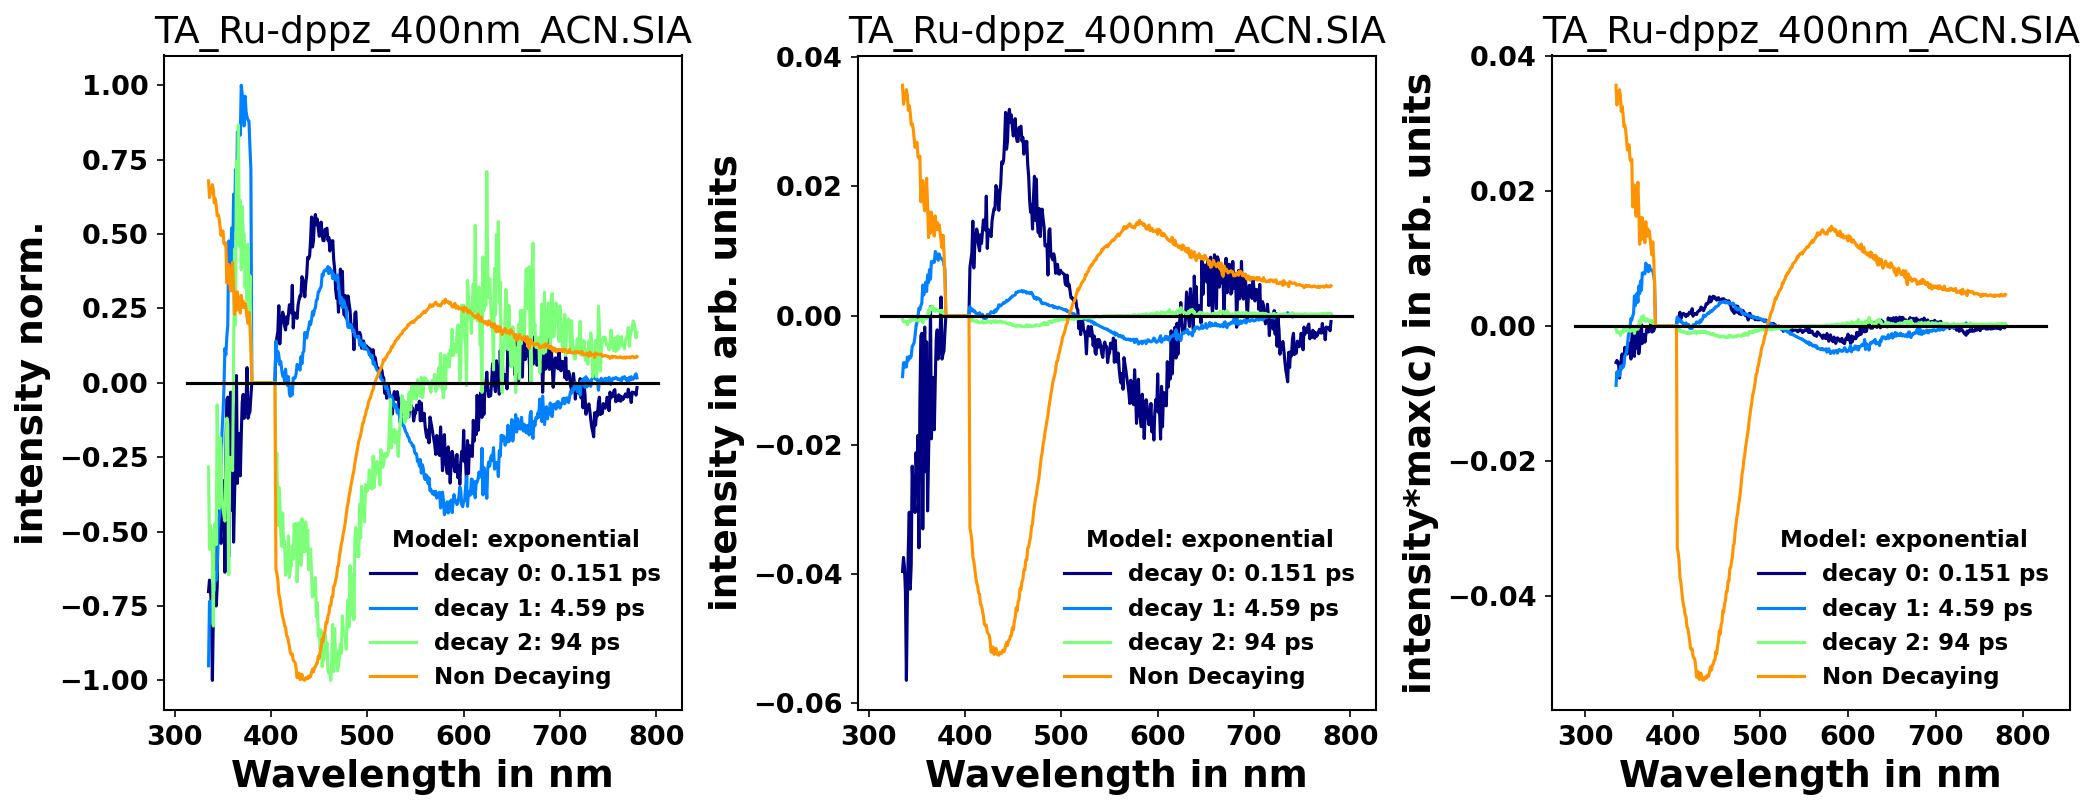 TA_Ru-dppz_400nm_ACN.SIA
intensity norm.
1.00
0.75
0.50
0.25
0.00
−0.25
−0.50
−0.75
−1.00
Model: exponential
decay 0: 0.151 ps
decay 1: 4.59 ps
decay 2: 94 ps
Non Decaying
300 400 500 600 700 800
Wavelength in nm
TA_Ru-dppz_400nm_ACN.SIA
intensity in arb. units
0.04
0.02
0.00
−0.02
−0.04
−0.06
Model: exponential
decay 0: 0.151 ps
decay 1: 4.59 ps
decay 2: 94 ps
Non Decaying
300 400 500 600 700 800
Wavelength in nm
TA_Ru-dppz_400nm_ACN.SIA
intensity*max(c) in arb. units
0.04
0.02
0.00
−0.02
−0.04
Model: exponential
decay 0: 0.151 ps
decay 1: 4.59 ps
decay 2: 94 ps
Non Decaying
300 400 500 600 700 800
Wavelength in nm